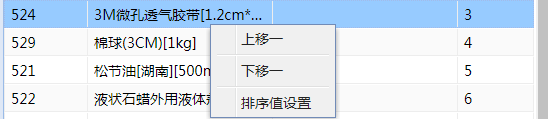 524 3M微孔透气胶带[1.2cm*... 3
529 棉球(3CM)[1kg] 4
521 松节油[湖南][500m 5
522 液状石蜡外用液体 6
上移一
下移一
排序值设置